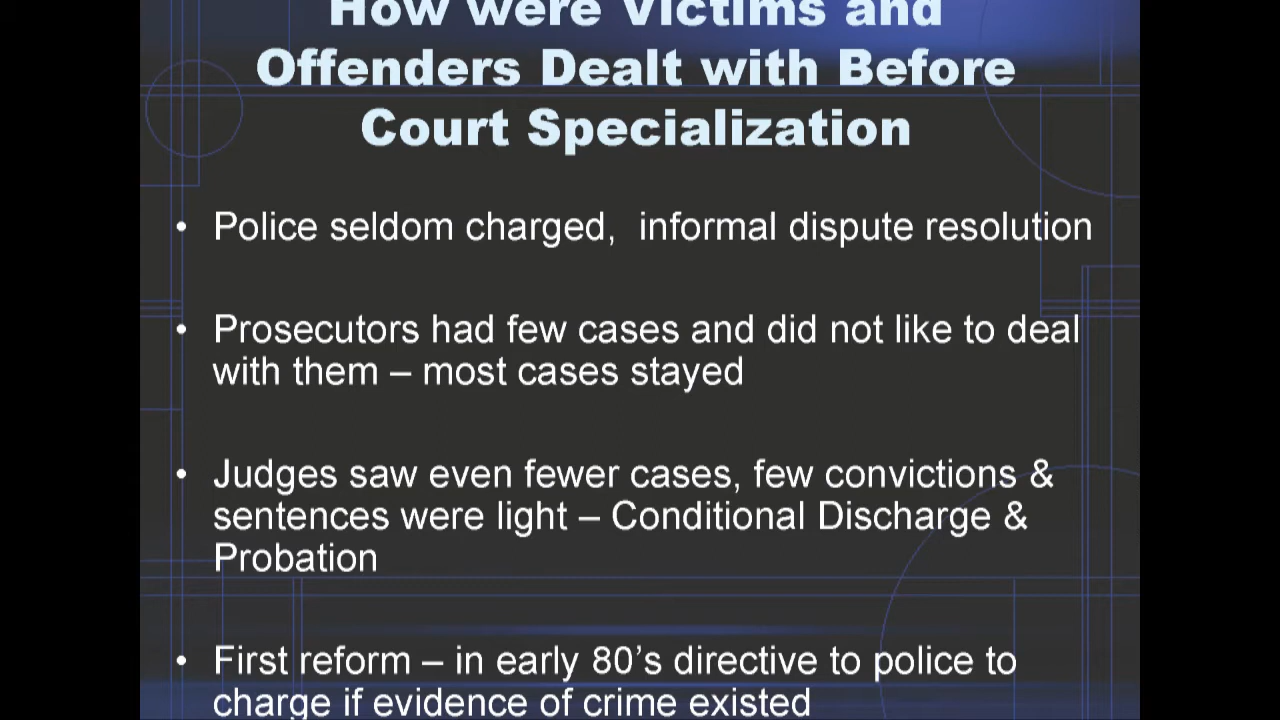 How were Victims and
Offenders Dealt with Before
Court Specialization
• Police seldom charged,  informal dispute resolution
• Prosecutors had few cases and did not like to deal
with them – most cases stayed
• Judges saw even fewer cases, few convictions &
sentences were light – Conditional Discharge &
Probation
• First reform – in early 80’s directive to police to
charge if evidence of crime existed